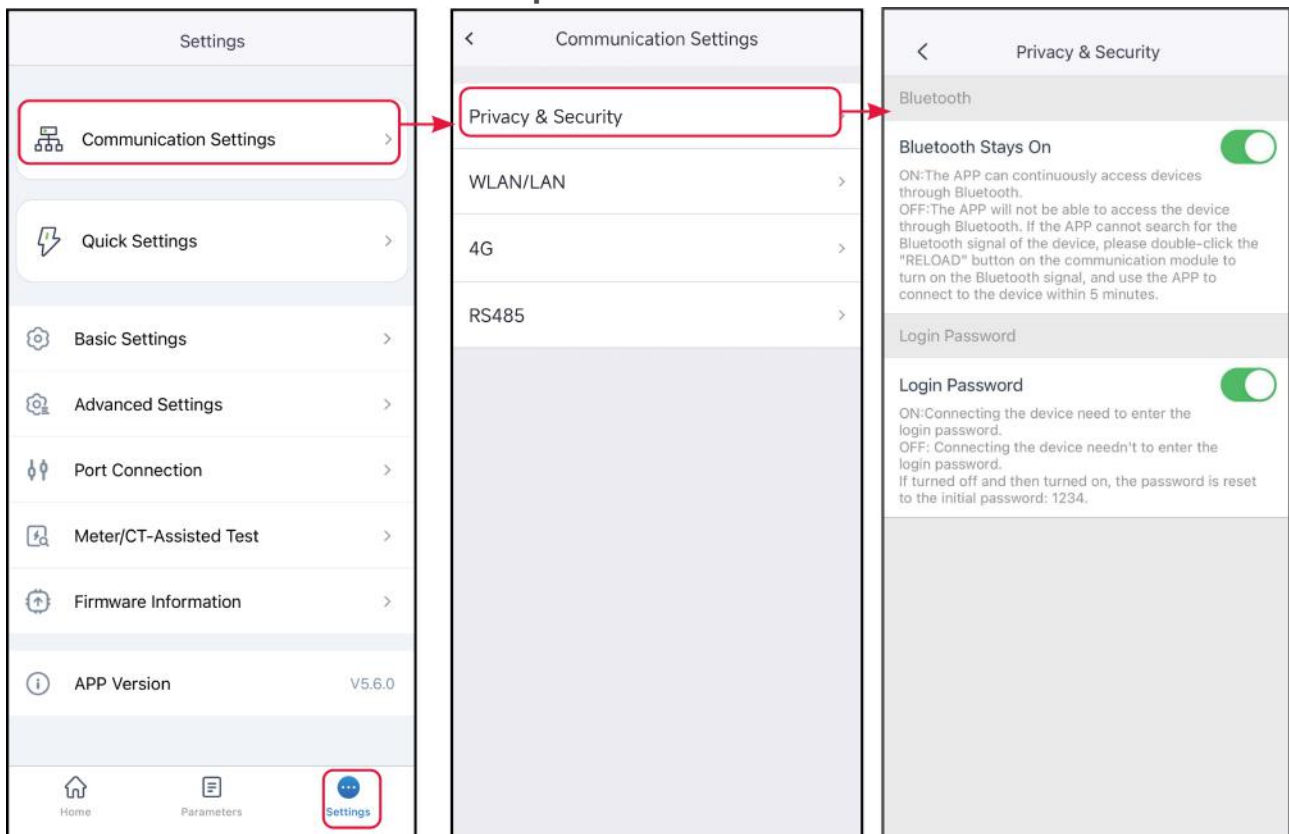 Settings
Communication Settings
Quick Settings
Basic Settings
Advanced Settings
Port Connection
Meter/CT-Assisted Test
Firmware Information
APP Version V5.6.0
Home Parameters Settings
Communication Settings
Privacy & Security
WLAN/LAN
4G
RS485
Privacy & Security
Bluetooth
Bluetooth Stays On
ON:The APP can continuously access devices
through Bluetooth.
OFF:The APP will not be able to access the device
through Bluetooth. If the APP cannot search for the
Bluetooth signal of the device, please double-click the
"RELOAD" button on the communication module to
turn on the Bluetooth signal, and use the APP to
connect to the device within 5 minutes.
Login Password
Login Password
ON:Connecting the device need to enter the
login password.
OFF: Connecting the device needn't to enter the
login password.
If turned off and then turned on, the password is reset
to the initial password: 1234.